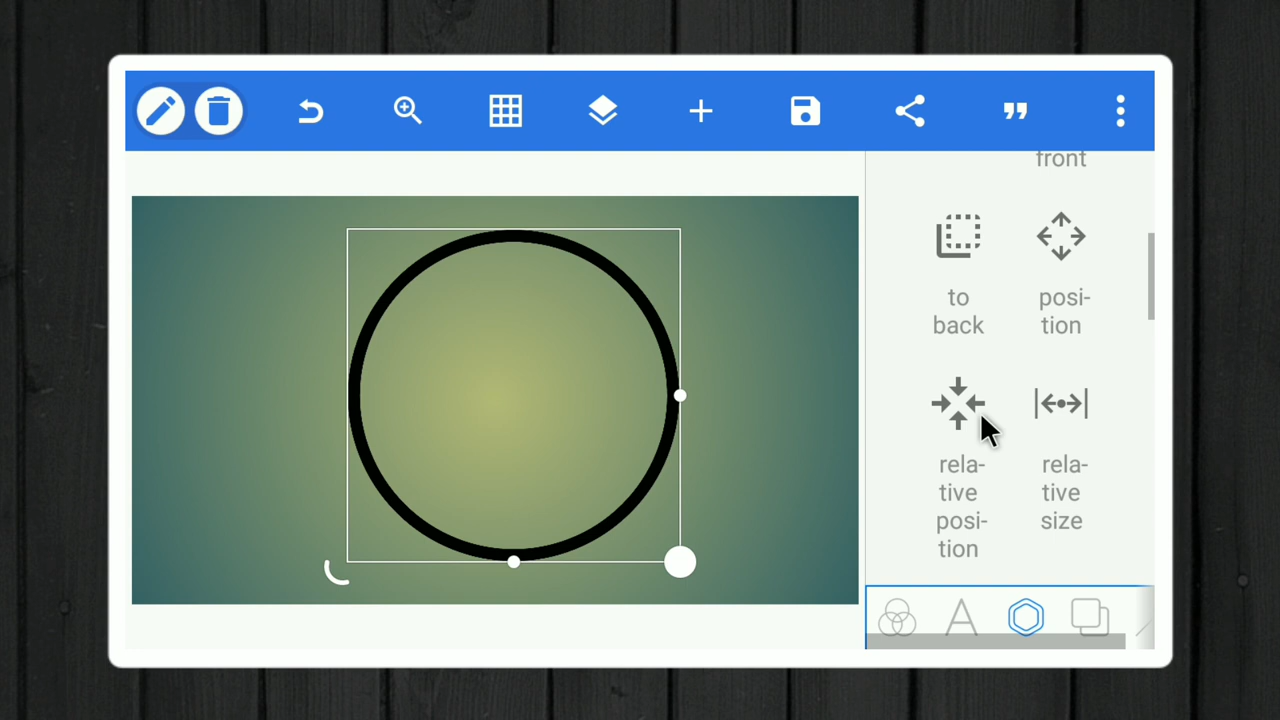 front
to
back
posi-
tion
rela-
tive
posi-
tion
rela-
tive
size